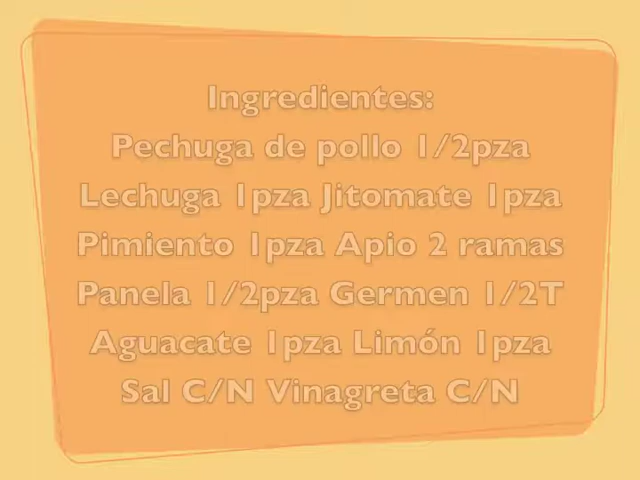 Ingredientes:
Pechuga de pollo 1/2pza
Lechuga 1pza Jitomate 1pza
Pimiento 1pza Apio 2 ramas
Panela 1/2pza Germen 1/2T
Aguacate 1pza Limón 1pza
Sal C/N Vinagreta C/N